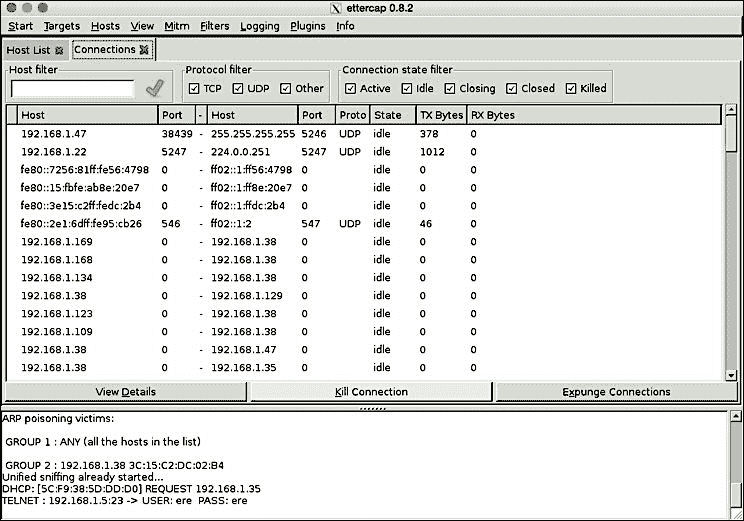 ettercap 0.8.2
Start Targets Hosts View Mitm Filters Logging Plugins Info
Host List Connections
Host filter Protocol filter Connection state filter
TCP UDP Other Active Idle Closing Closed Killed
Host Port - Host Port Proto State TX Bytes RX Bytes
192.168.1.47 38439 - 255.255.255.255 5246 UDP idle 378 0
192.168.1.22 5247 - 224.0.0.251 5247 UDP idle 1012 0
fe80::7256:81ff:fe56:4798 0 - ff02::1:ff56:4798 0 idle 0 0
fe80::15:fbfe:ab8e:20e7 0 - ff02::1:ff8e:20e7 0 idle 0 0
fe80::3e15:c2ff:fedc:2b4 0 - ff02::1:ffdc:2b4 0 idle 0 0
fe80::2e1:6dff:fe95:cb26 546 - ff02::1:2 547 UDP idle 46 0
192.168.1.169 0 - 192.168.1.38 0 idle 0 0
192.168.1.168 0 - 192.168.1.38 0 idle 0 0
192.168.1.134 0 - 192.168.1.38 0 idle 0 0
192.168.1.38 0 - 192.168.1.129 0 idle 0 0
192.168.1.123 0 - 192.168.1.38 0 idle 0 0
192.168.1.109 0 - 192.168.1.38 0 idle 0 0
192.168.1.38 0 - 192.168.1.47 0 idle 0 0
192.168.1.38 0 - 192.168.1.35 0 idle 0 0
View Details Kill Connection Expunge Connections
ARP poisoning victims:
GROUP 1 : ANY (all the hosts in the list)
GROUP 2 : 192.168.1.38 3C:15:C2:DC:02:B4
Unified sniffing already started...
DHCP: [5C:F9:38:5D:DD:D0] REQUEST 192.168.1.35
TELNET : 192.168.1.5:23 -> USER: ere PASS: ere